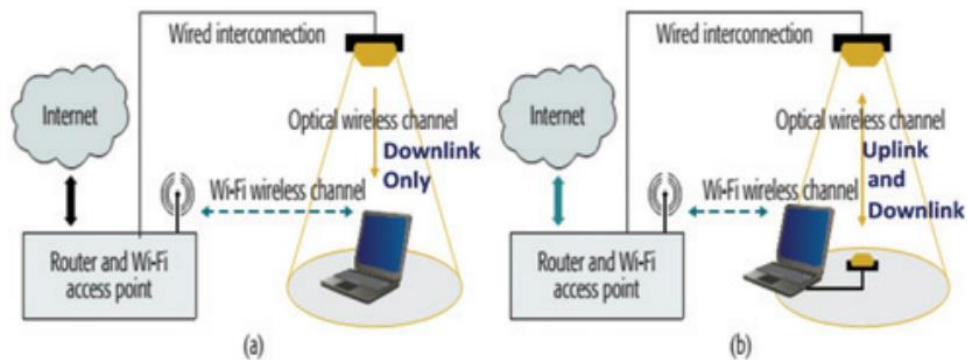 Wired interconnection
Internet
Optical wireless channel
Downlink
Only
Wi-Fi wireless channel
Router and Wi-Fi
access point
(a)
Wired interconnection
Internet
Optical wireless channel
Uplink
and
Downlink
Wi-Fi wireless channel
Router and Wi-Fi
access point
(b)